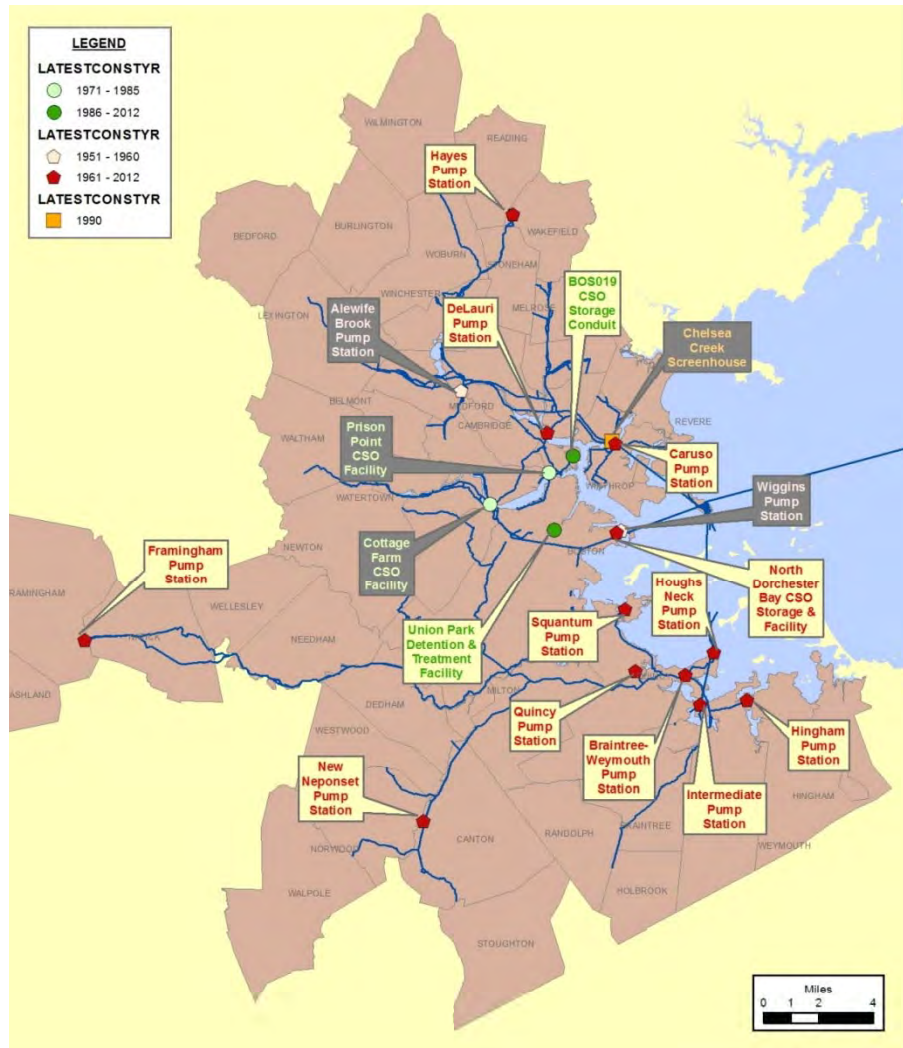 LEGEND
LATESTCONSTYR
1971 - 1985
1986 - 2012
LATESTCONSTYR
1951 - 1960
1961 - 2012
LATESTCONSTYR
1990
WILMINGTON
READING
Hayes
Pump
Station
BURLINGTON
BEDFORD
WAKEFIELD
WOBURN
STONEHAM
WINCHESTER
BOS019
CSO
Storage
Conduit
LEXINGTON
MELROSE
Alewife
Brook
Pump
Station
DeLauri
Pump
Station
Chelsea
Creek
Screenhouse
BELMONT
MEDFORD
CAMBRIDGE
REVERE
WALTHAM
Prison
Point
CSO
Facility
Caruso
Pump
Station
WINTHROP
WATERTOWN
Wiggins
Pump
Station
NEWTON
Cottage
Farm
CSO
Facility
BOSTON
Framingham
Pump
Station
North
Dorchester
Bay CSO
Storage &
Facility
Houghs
Neck
Pump
Station
WELLESLEY
NEEDHAM
Squantum
Pump
Station
Union Park
Detention &
Treatment
Facility
ASHLAND
MILTON
DEDHAM
WESTWOOD
Quincy
Pump
Station
Braintree-
Weymouth
Pump
Station
Hingham
Pump
Station
Intermediate
Pump
Station
HINGHAM
New
Neponset
Pump
Station
CANTON
RANDOLPH
BRAINTREE
WEYMOUTH
NORWOOD
HOLBROOK
WALPOLE
STOUGHTON
Miles
0 1 2 4